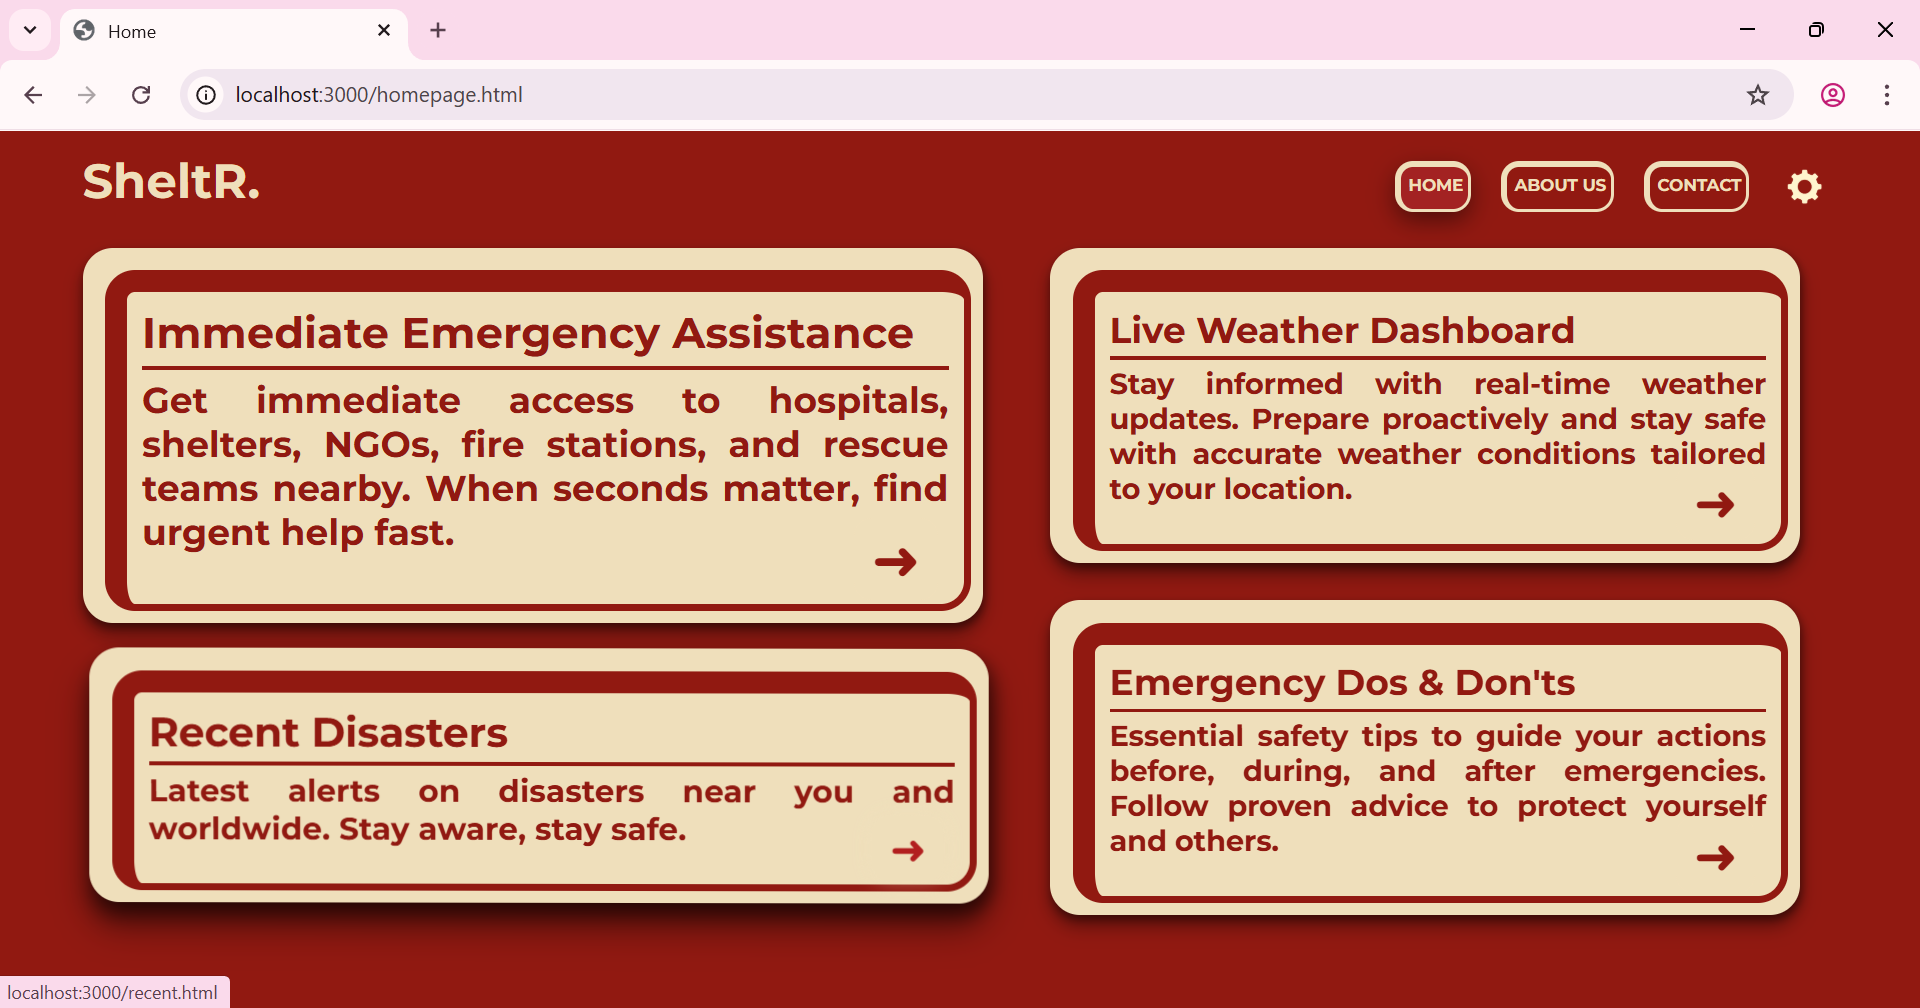 Home
localhost:3000/homepage.html
SheltR.
HOME
ABOUT US
CONTACT
Immediate Emergency Assistance
Get immediate access to hospitals,
shelters, NGOs, fire stations, and rescue
teams nearby. When seconds matter, find
urgent help fast.
Live Weather Dashboard
Stay informed with real-time weather
updates. Prepare proactively and stay safe
with accurate weather conditions tailored
to your location.
Recent Disasters
Latest alerts on disasters near you and
worldwide. Stay aware, stay safe.
Emergency Dos & Don'ts
Essential safety tips to guide your actions
before, during, and after emergencies.
Follow proven advice to protect yourself
and others.
localhost:3000/recent.html